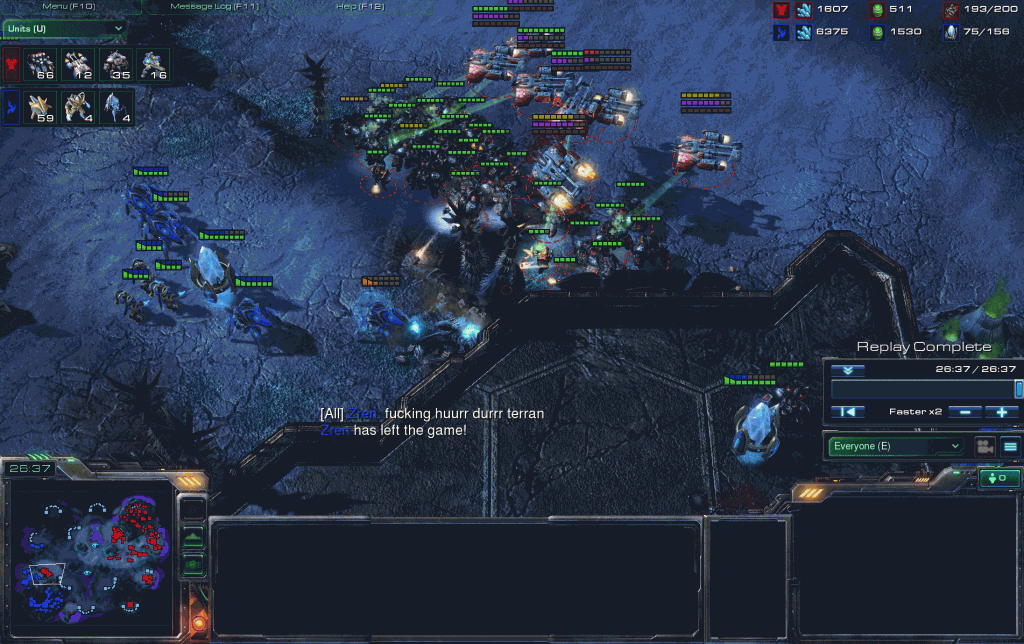 Menu (F10)
Message Log (F11)
Help (F12)
1607
511
193/200
6375
1530
75/156
Units (U)
66
12
35
16
59
4
4
Replay Complete
26:37/26:37
Faster x2
Everyone (E)
0
[All] Zren: fucking huurr durrr terran
Zren has left the game!
26:37